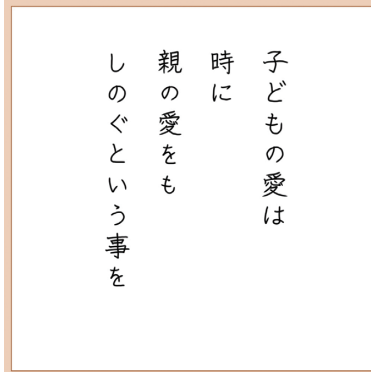 子どもの愛は
時に
親の愛をも
しのぐという事を